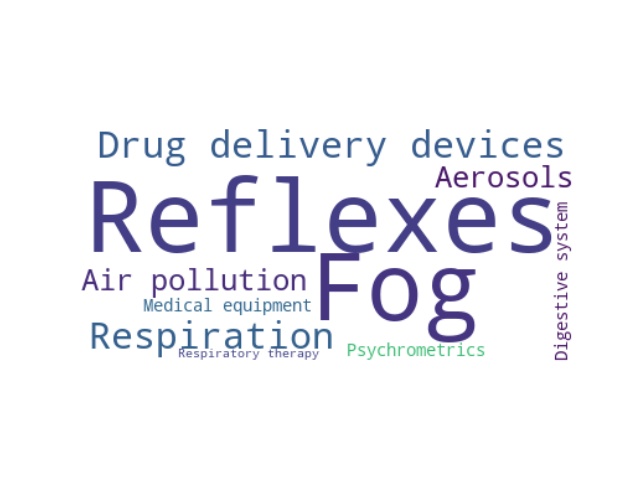 Drug delivery devices
Aerosols
Reflexes
Digestive system
Fog
Air pollution
Medical equipment
Respiration
Respiratory therapy
Psychrometrics